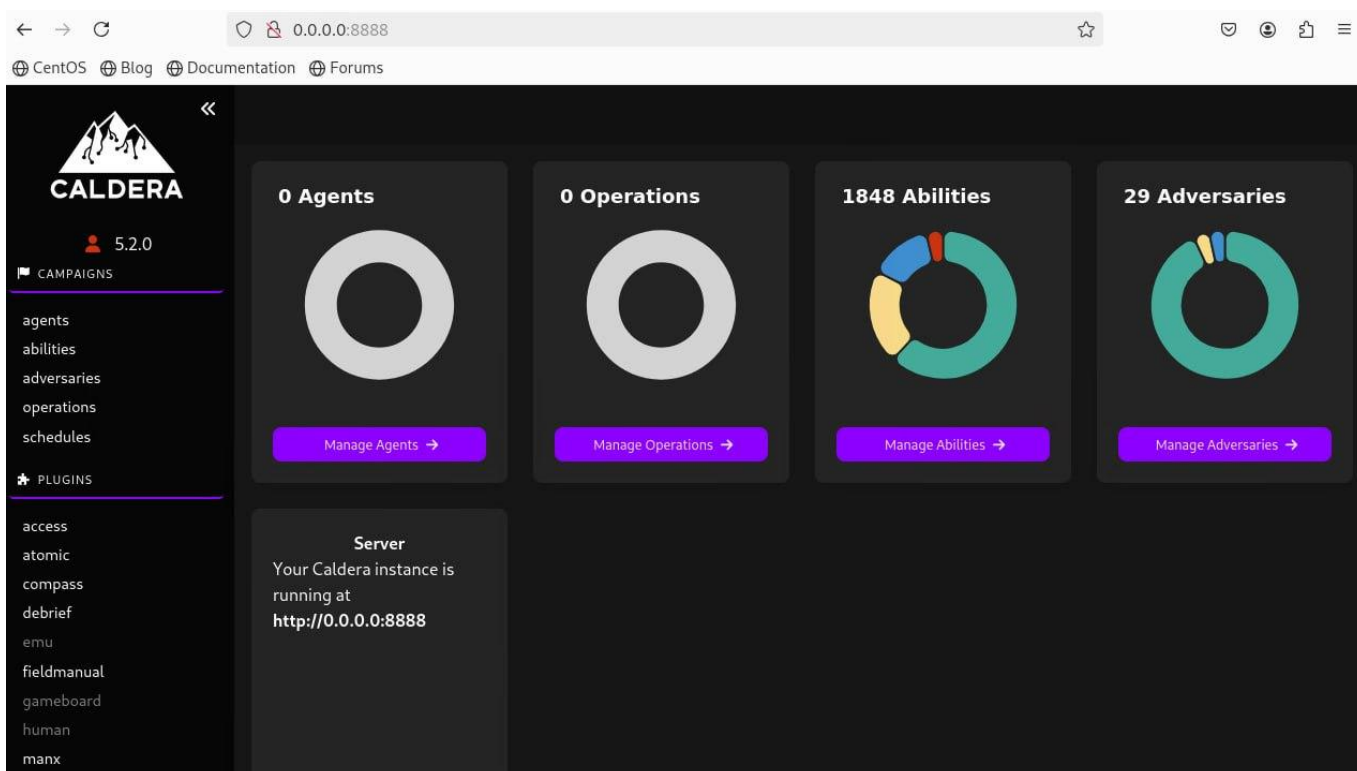 0.0.0.0:8888
CentOS Blog Documentation Forums
CALDERA
5.2.0
CAMPAIGNS
agents
abilities
adversaries
operations
schedules
PLUGINS
access
atomic
compass
debrief
emu
fieldmanual
gameboard
human
manx
0 Agents
Manage Agents →
0 Operations
Manage Operations →
1848 Abilities
Manage Abilities →
29 Adversaries
Manage Adversaries →
Server
Your Caldera instance is
running at
http://0.0.0.0:8888